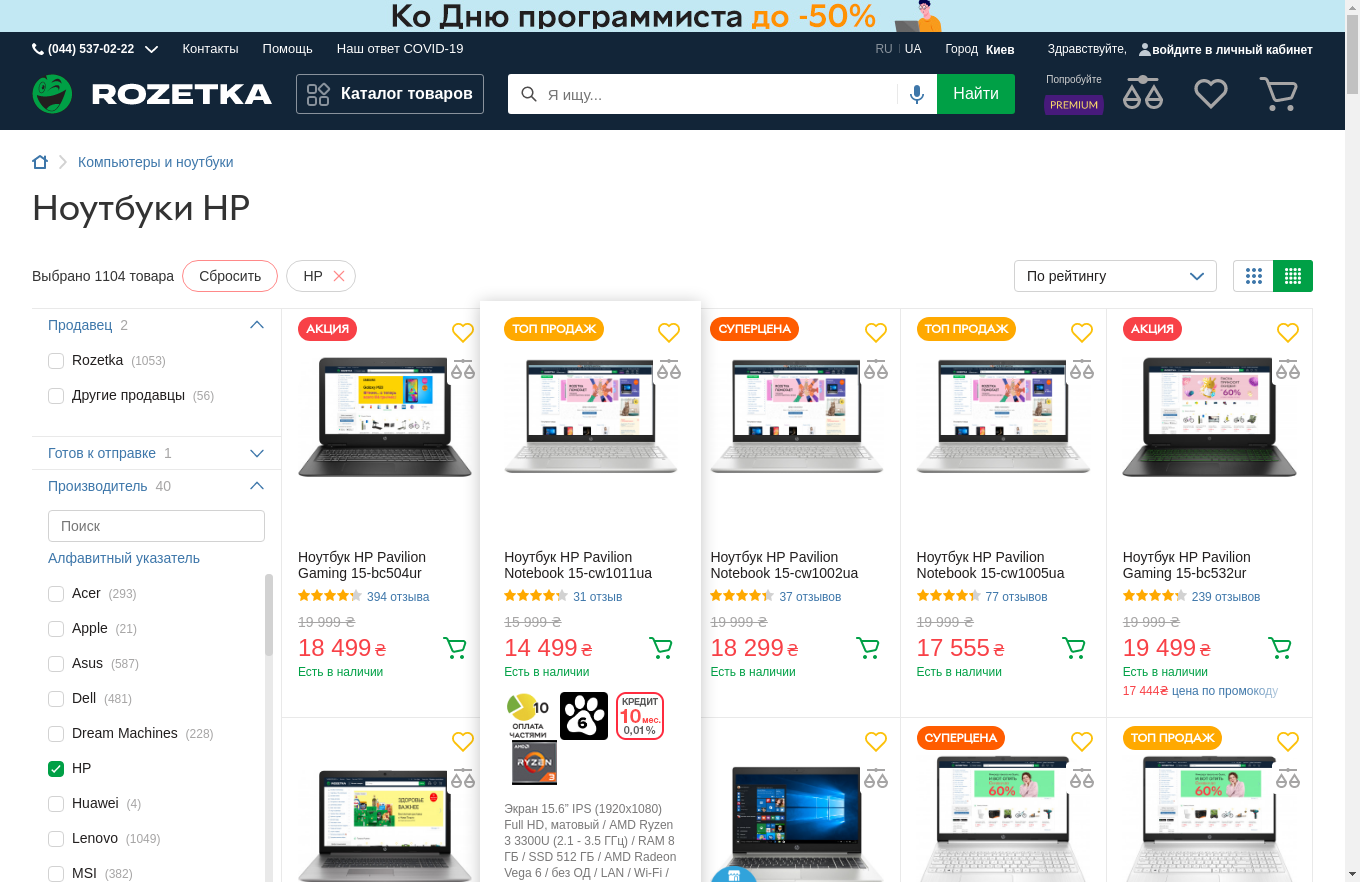 Ко Дню программиста до -50%
(044) 537-02-22
Контакты
Помощь
Наш ответ COVID-19
RU
UA
Город Киев
Здравствуйте, войдите в личный кабинет
ROZETKA
Каталог товаров
Я ищу...
Найти
Попробуйте
PREMIUM
Компьютеры и ноутбуки
Ноутбуки HP
Выбрано 1104 товара
Сбросить
HP
По рейтингу
Продавец 2
Rozetka (1053)
Другие продавцы (56)
Готов к отправке 1
Производитель 40
Поиск
Алфавитный указатель
Acer (293)
Apple (21)
Asus (587)
Dell (481)
Dream Machines (228)
HP
Huawei (4)
Lenovo (1049)
MSI (382)
АКЦИЯ
Ноутбук HP Pavilion
Gaming 15-bc504ur
394 отзыва
19 999 ₴
18 499 ₴
Есть в наличии
ТОП ПРОДАЖ
Ноутбук HP Pavilion
Notebook 15-cw1011ua
31 отзыв
15 999 ₴
14 499 ₴
Есть в наличии
10
ОПЛАТА
ЧАСТЯМИ
6
КРЕДИТ
10 мес.
0,01%
AMD
RYZEN
3
Экран 15.6” IPS (1920x1080)
Full HD, матовый / AMD Ryzen
3 3300U (2.1 - 3.5 ГГц) / RAM 8
ГБ / SSD 512 ГБ / AMD Radeon
Vega 6 / без ОД / LAN / Wi-Fi /
СУПЕРЦЕНА
Ноутбук HP Pavilion
Notebook 15-cw1002ua
37 отзывов
19 999 ₴
18 299 ₴
Есть в наличии
ТОП ПРОДАЖ
Ноутбук HP Pavilion
Notebook 15-cw1005ua
77 отзывов
19 999 ₴
17 555 ₴
Есть в наличии
АКЦИЯ
60%
Ноутбук HP Pavilion
Gaming 15-bc532ur
239 отзывов
19 999 ₴
19 499 ₴
Есть в наличии
17 444₴ цена по промокоду
ЗДОРОВЬЕ
ВАЖНЕЕ
СУПЕРЦЕНА
60%
ТОП ПРОДАЖ
60%